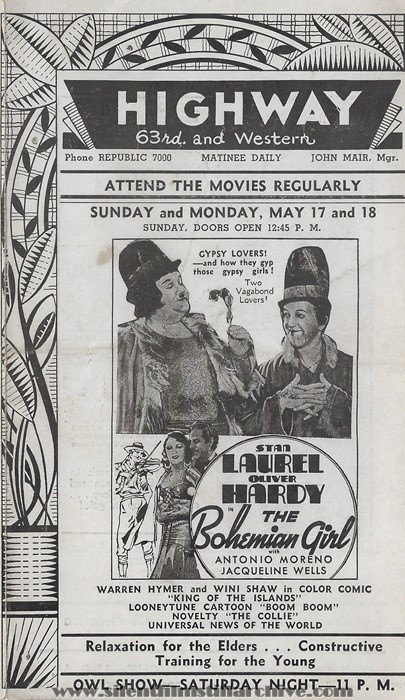 HIGHWAY
63rd. and Western
Phone REPUBLIC 7000 MATINEE DAILY JOHN MAIR, Mgr.
ATTEND THE MOVIES REGULARLY
SUNDAY and MONDAY, MAY 17 and 18
SUNDAY, DOORS OPEN 12:45 P. M.
GYPSY LOVERS!
—and how they gyp
those gypsy girls!
Two
Vagabond
Lovers!
STAN
LAUREL
OLIVER
HARDY
IN THE
Bohemian Girl
with
ANTONIO MORENO
JACQUELINE WELLS
WARREN HYMER and WINI SHAW in COLOR COMIC
"KING OF THE ISLANDS"
LOONEYTUNE CARTOON "BOOM BOOM"
NOVELTY "THE COLLIE"
UNIVERSAL NEWS OF THE WORLD
Relaxation for the Elders . . . Constructive
Training for the Young
OWL SHOW—SATURDAY NIGHT—11 P. M.